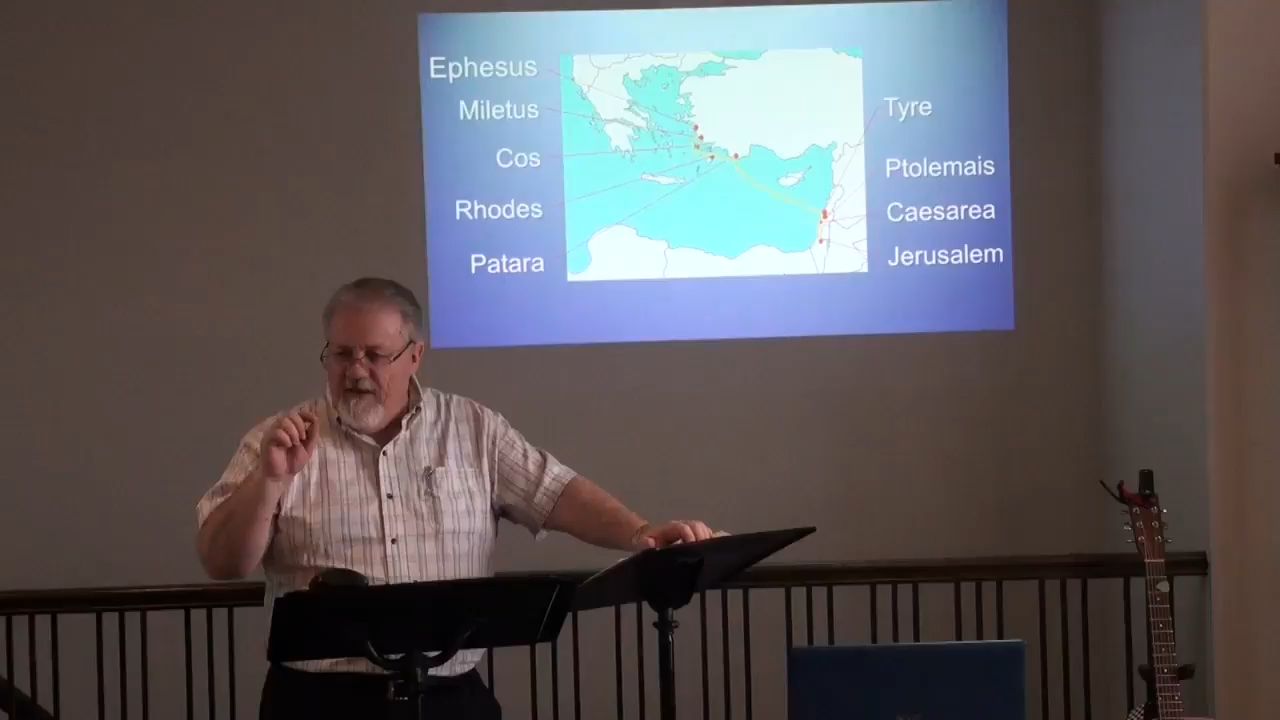 Ephesus
Miletus
Cos
Rhodes
Patara
Tyre
Ptolemais
Caesarea
Jerusalem